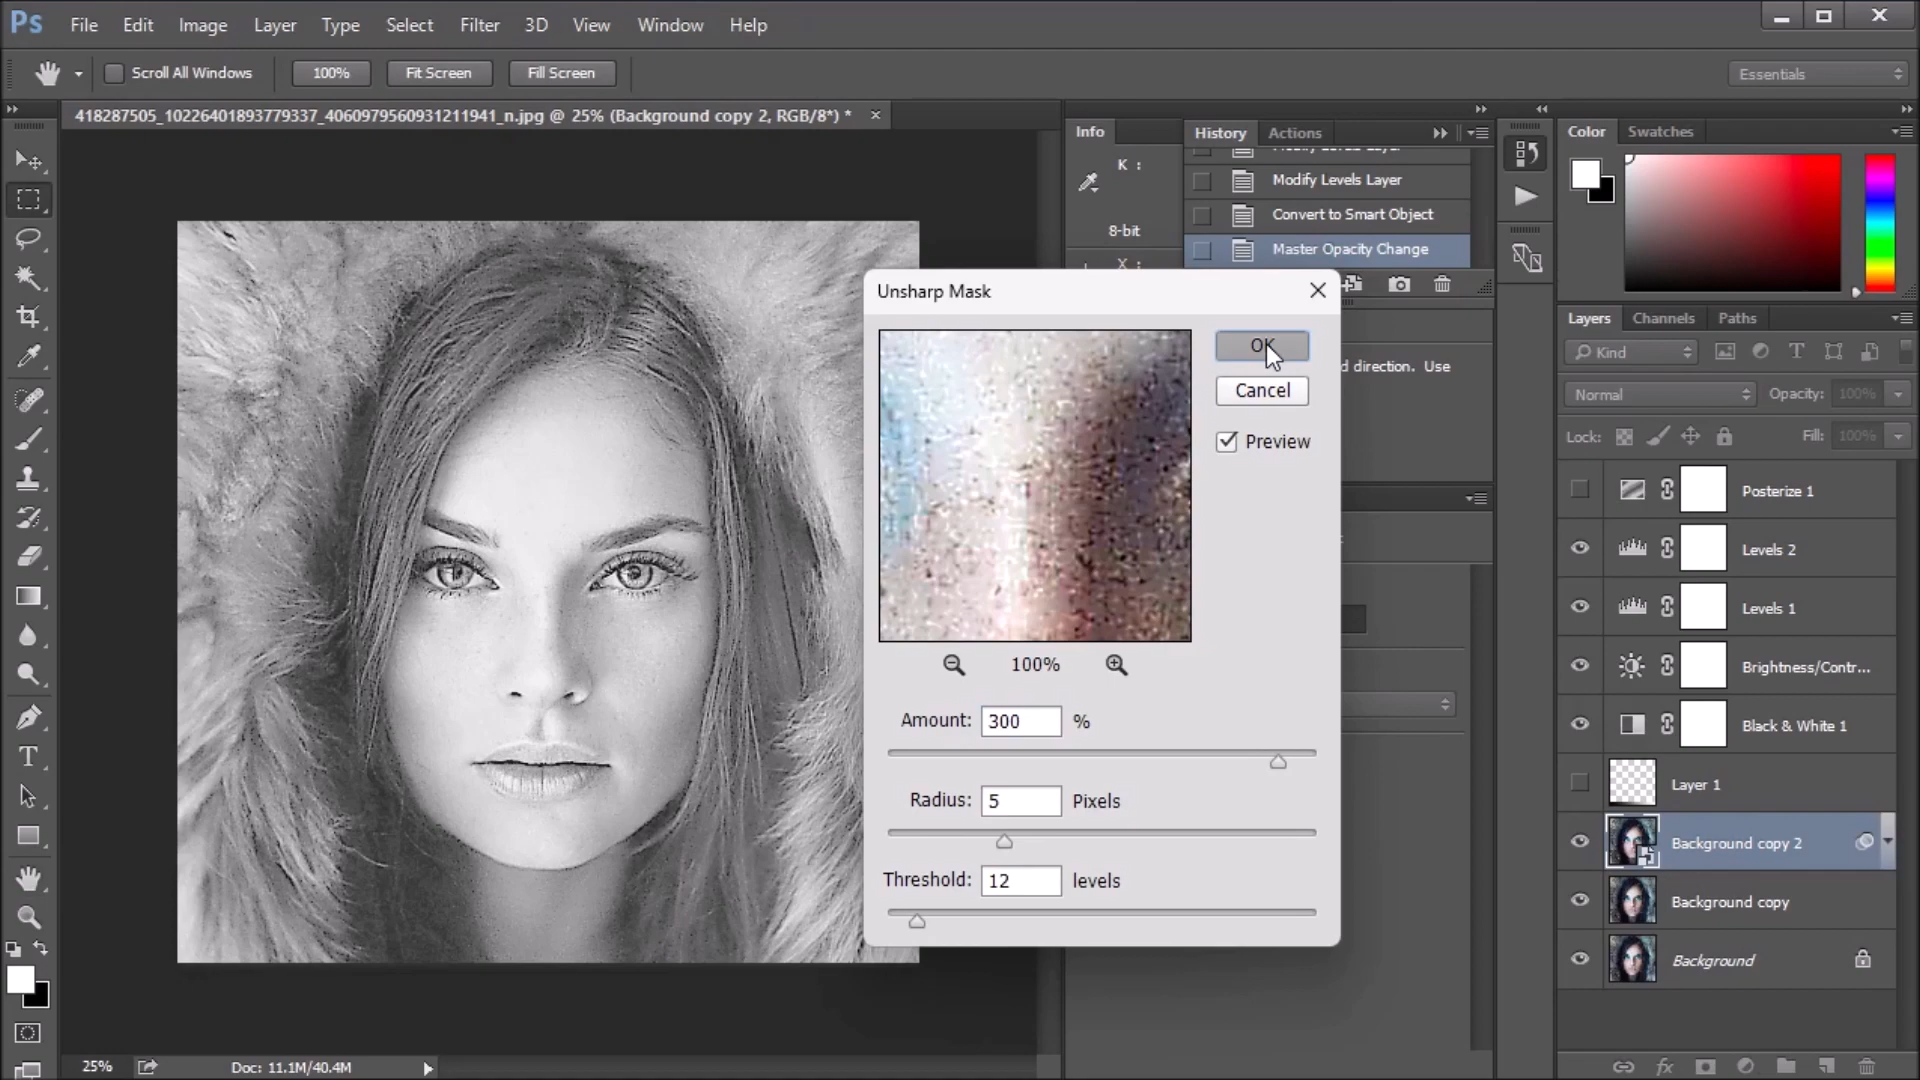 Ps File Edit Image Layer Type Select Filter 3D View Window Help
Scroll All Windows 100% Fit Screen Fill Screen Essentials
418287505_10226401893779337_4060979560931211941_n.jpg @ 25% (Background copy 2, RGB/8*) *
Info
K :
8-bit
X :
History Actions
Modify Levels Layer
Modify Levels Layer
Convert to Smart Object
Master Opacity Change
d direction. Use
Unsharp Mask
OK
Cancel
Preview
100%
Amount: 300 %
Radius: 5 Pixels
Threshold: 12 levels
Color Swatches
Layers Channels Paths
Kind
Normal Opacity: 100%
Lock: Fill: 100%
Posterize 1
Levels 2
Levels 1
Brightness/Contr...
Black & White 1
Layer 1
Background copy 2
Background copy
Background
25% Doc: 11.1M/40.4M